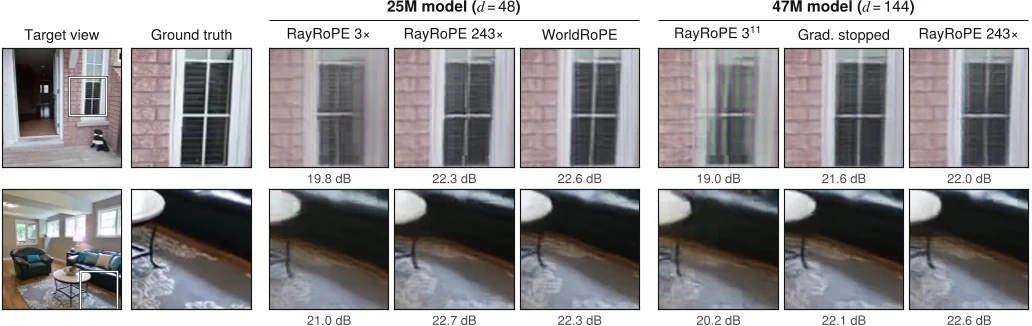 25M model (d = 48) 47M model (d = 144)
Target view Ground truth RayRoPE 3× RayRoPE 243× WorldRoPE RayRoPE 3¹¹ Grad. stopped RayRoPE 243×
19.8 dB 22.3 dB 22.6 dB 19.0 dB 21.6 dB 22.0 dB
21.0 dB 22.7 dB 22.3 dB 20.2 dB 22.1 dB 22.6 dB